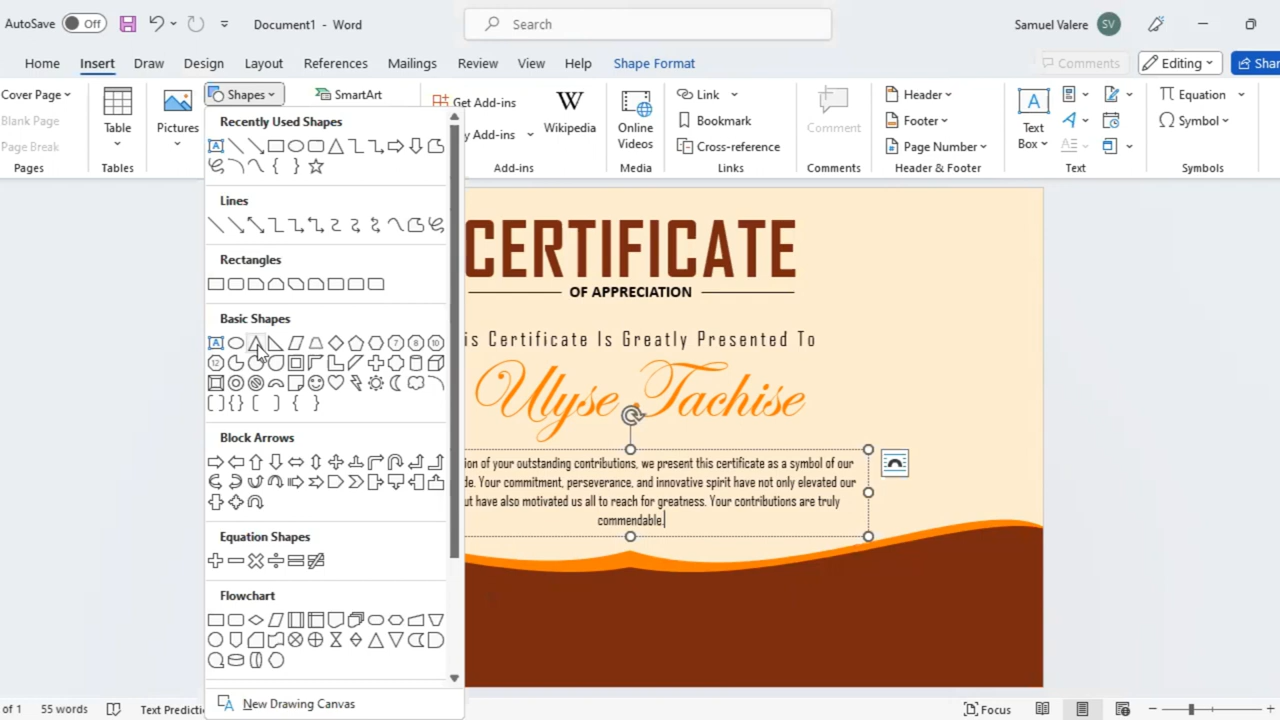 AutoSave Off Document1 - Word Search Samuel Valere SV
Home Insert Draw Design Layout References Mailings Review View Help Shape Format Comments Editing
Cover Page
Blank Page
Page Break
Pages
Table
Tables
Pictures
Shapes
SmartArt
Get Add-ins
y Add-ins
Add-ins
Wikipedia
Online
Videos
Media
Link
Bookmark
Cross-reference
Links
Comment
Comments
Header
Footer
Page Number
Header & Footer
A
Text
Box
Text
Equation
Symbol
Symbols
Recently Used Shapes
Lines
Rectangles
Basic Shapes
Block Arrows
Equation Shapes
Flowchart
New Drawing Canvas
CERTIFICATE
OF APPRECIATION
is Certificate Is Greatly Presented To
Ulyse Tachise
ion of your outstanding contributions, we present this certificate as a symbol of our
de. Your commitment, perseverance, and innovative spirit have not only elevated our
ut have also motivated us all to reach for greatness. Your contributions are truly
commendable.
of 1 55 words Text Predicti Focus